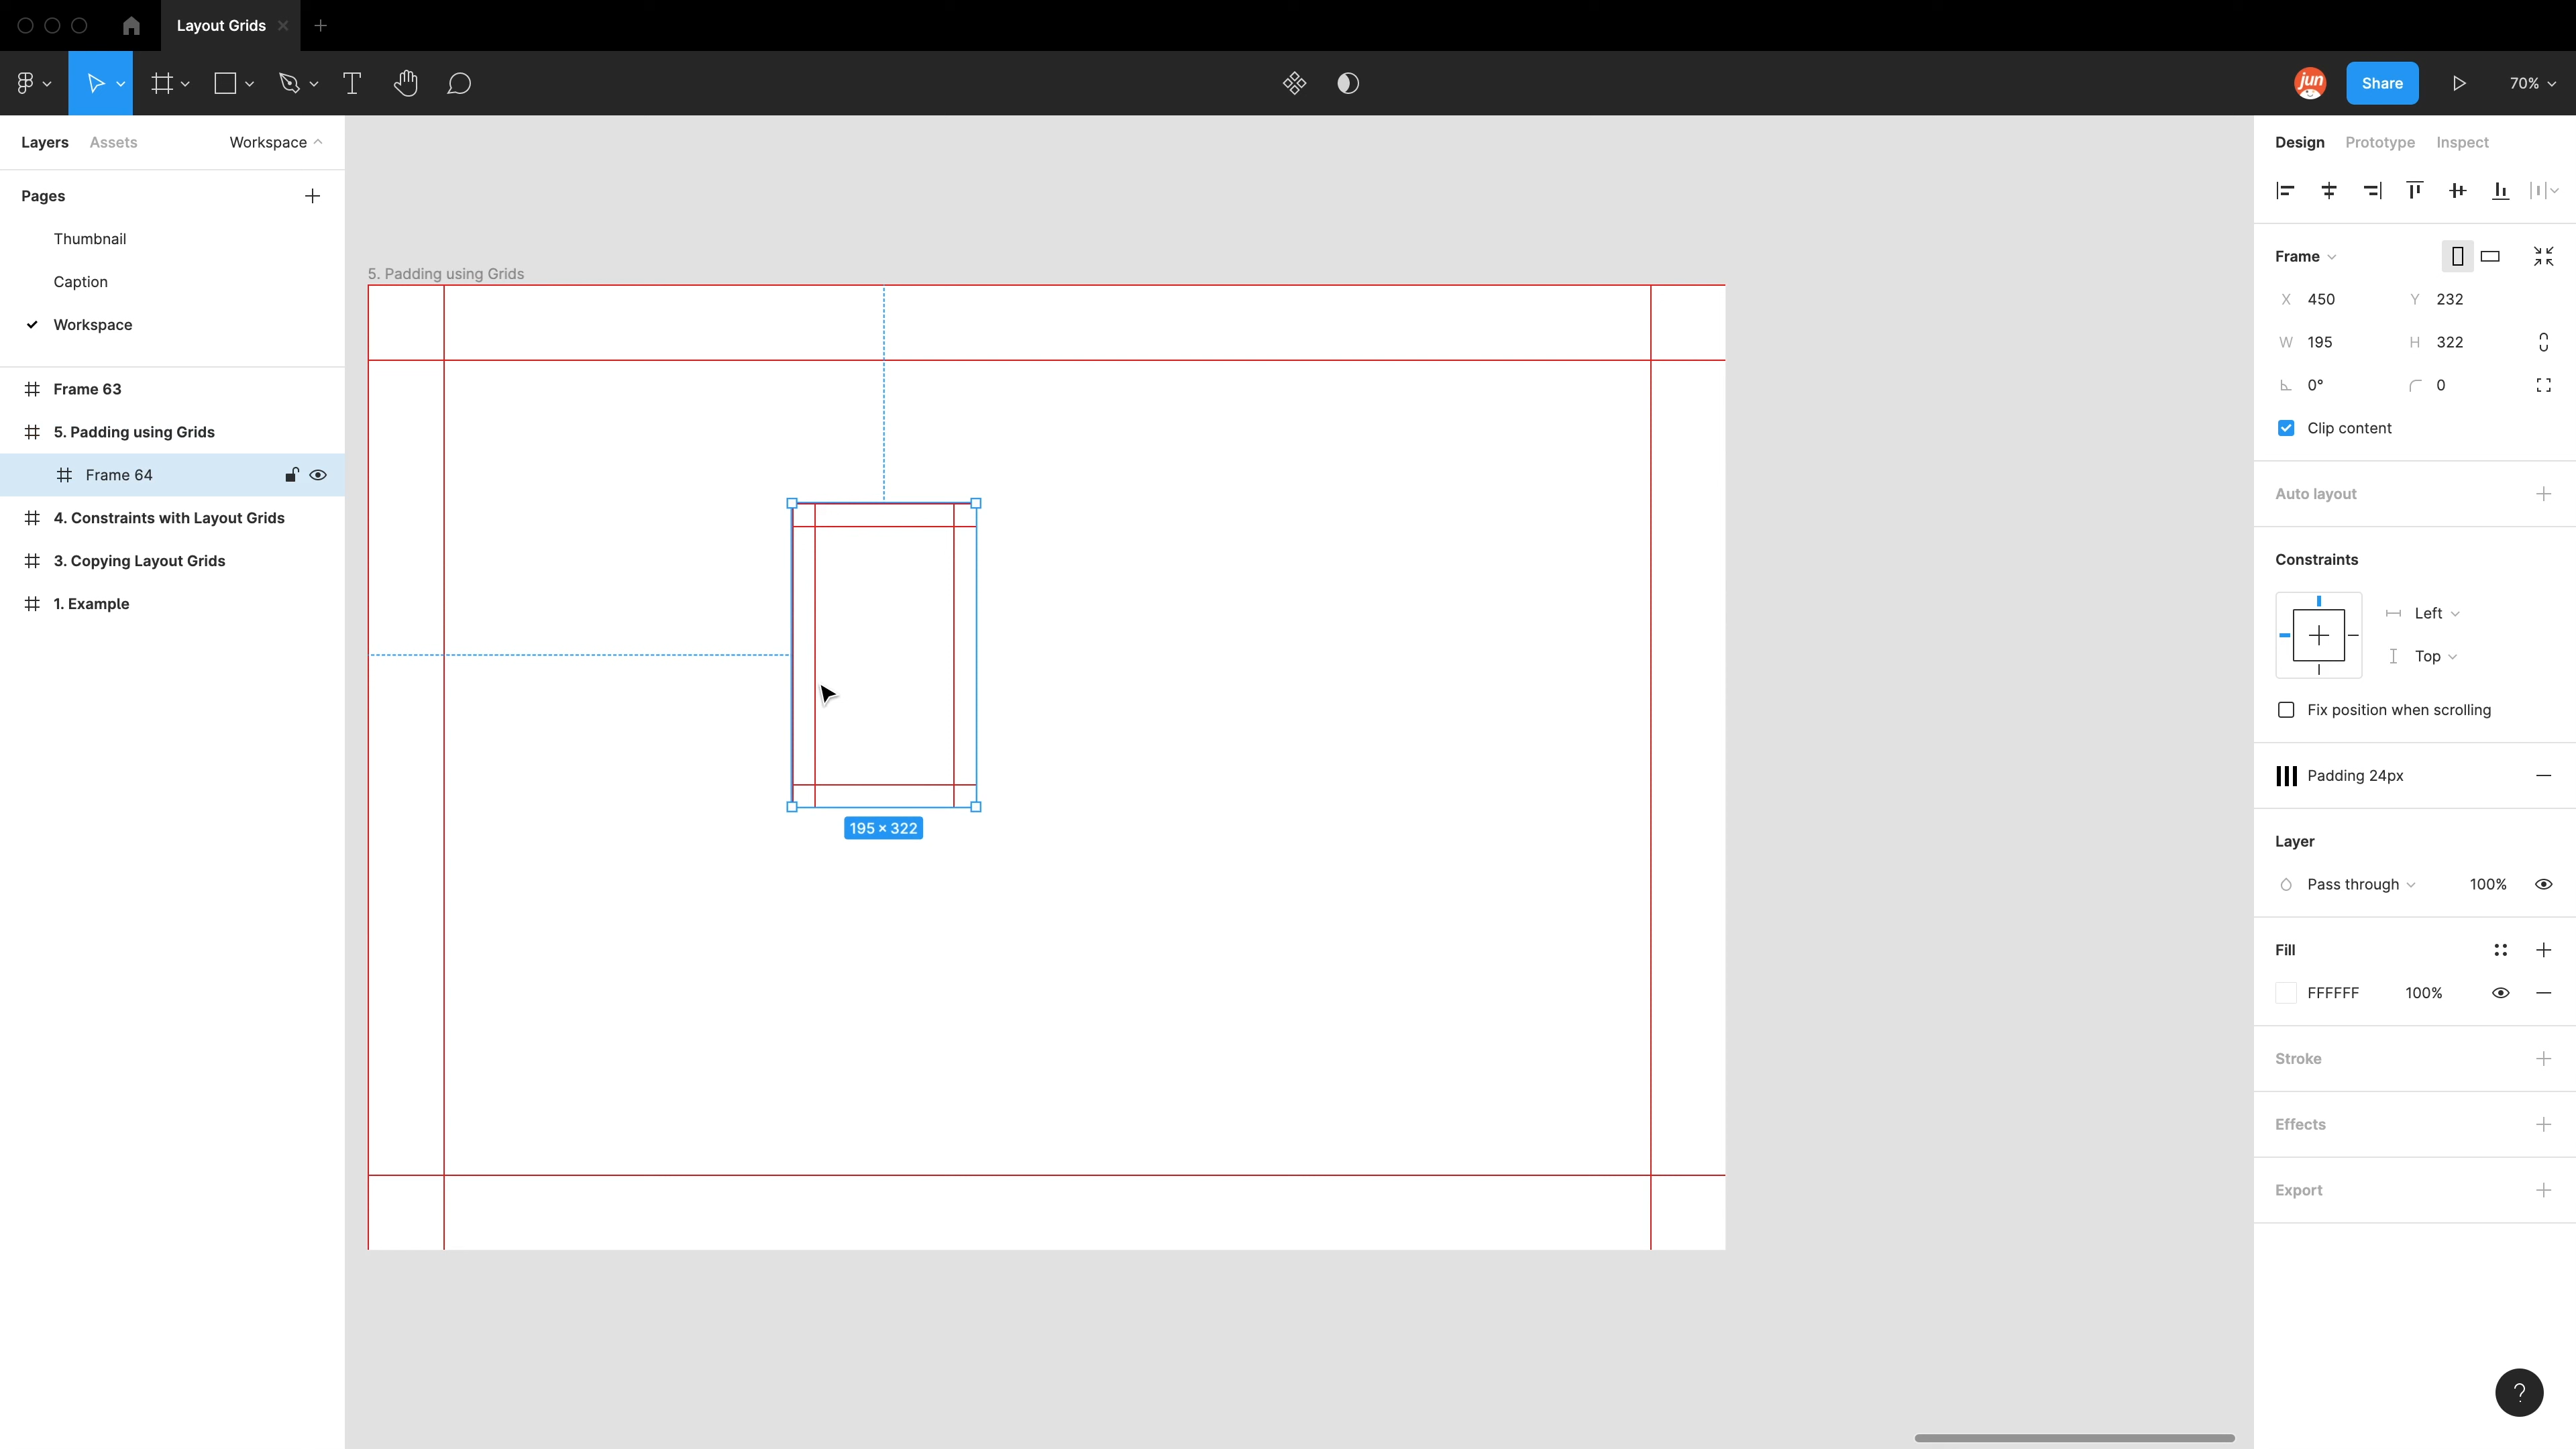 Layout Grids
jun
Share
70%
Layers
Assets
Workspace
Pages
Thumbnail
Caption
Workspace
Frame 63
5. Padding using Grids
Frame 64
4. Constraints with Layout Grids
3. Copying Layout Grids
1. Example
5. Padding using Grids
195 × 322
Design
Prototype
Inspect
Frame
X 450
Y 232
W 195
H 322
0°
0
Clip content
Auto layout
Constraints
Left
Top
Fix position when scrolling
Padding 24px
Layer
Pass through
100%
Fill
FFFFFF
100%
Stroke
Effects
Export
?